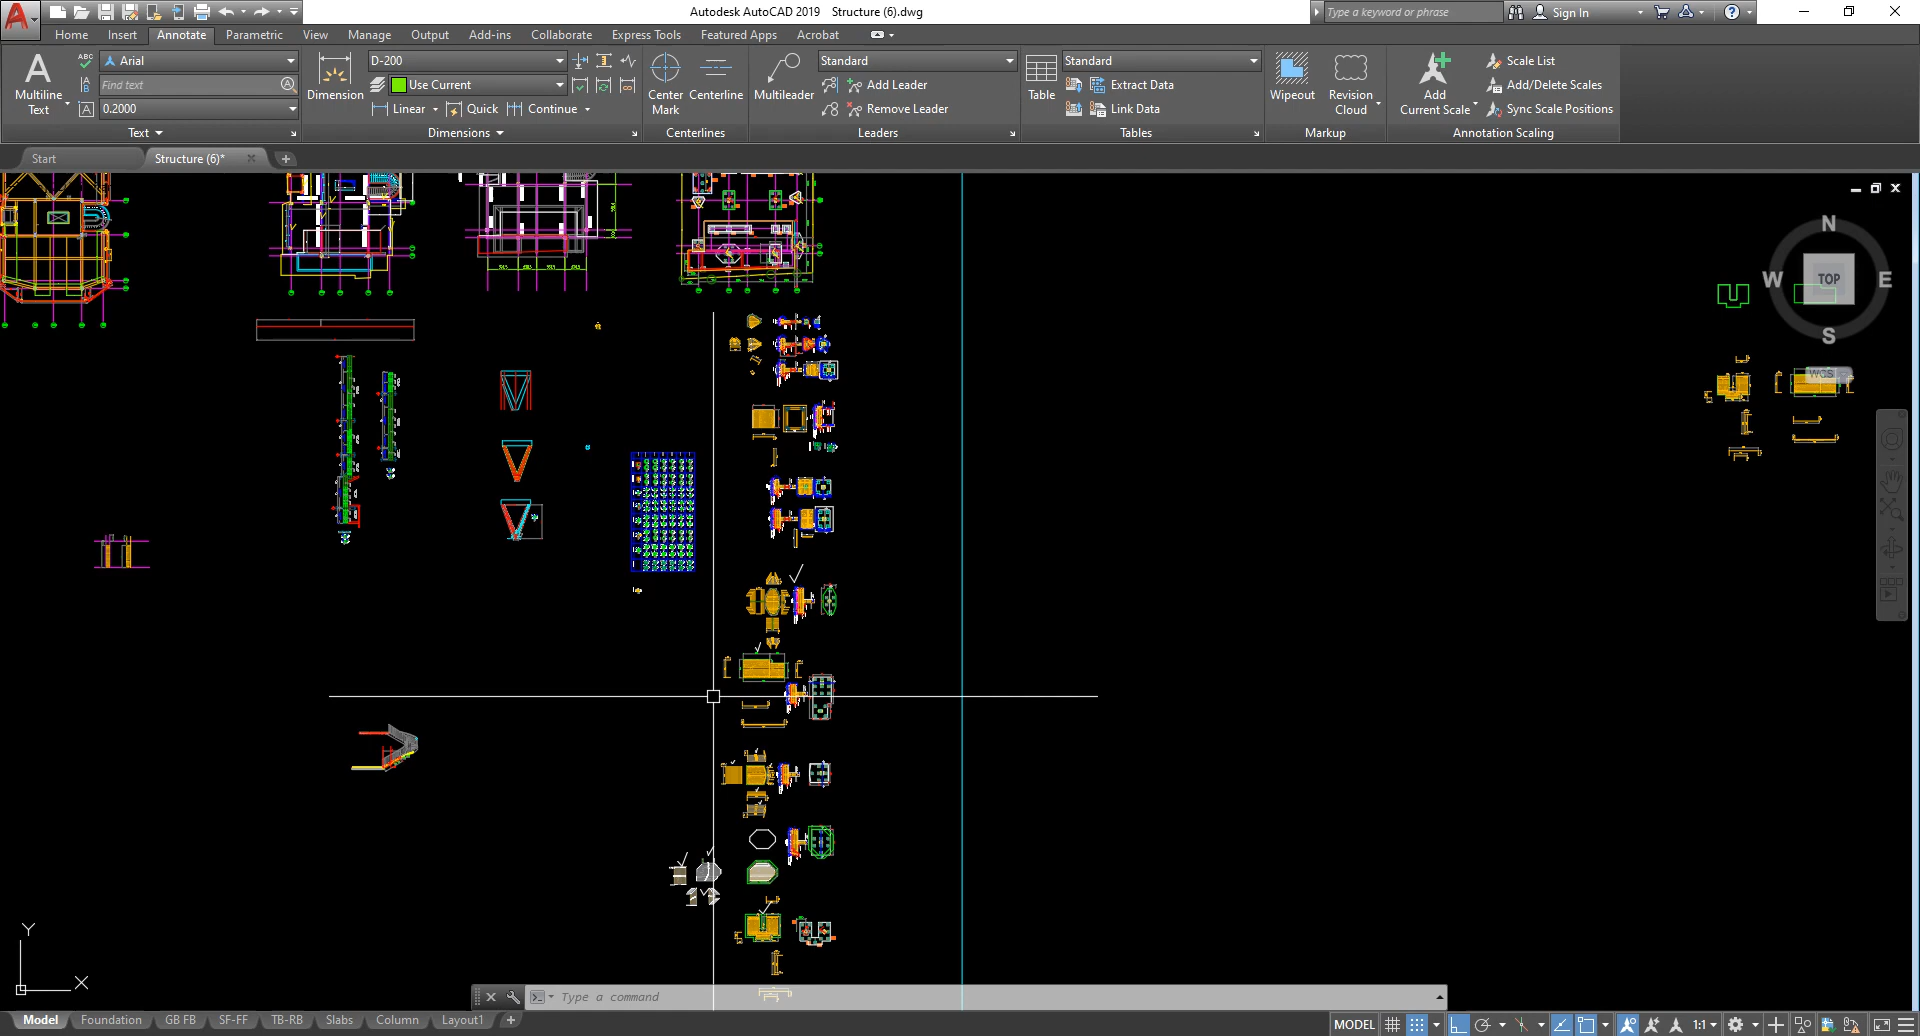 Autodesk AutoCAD 2019 Structure (6).dwg
Type a keyword or phrase
Sign In
Home Insert Annotate Parametric View Manage Output Add-ins Collaborate Express Tools Featured Apps Acrobat
Multiline Text
ABC
Arial
Find text
0.2000
Text
Dimension
D-200
Use Current
Linear Quick Continue
Dimensions
Center Mark
Centerline
Centerlines
Multileader
Standard
Add Leader
Remove Leader
Leaders
Table
Standard
Extract Data
Link Data
Tables
Wipeout
Revision Cloud
Markup
Add Current Scale
Scale List
Add/Delete Scales
Sync Scale Positions
Annotation Scaling
Start
Structure (6)*
N
W TOP E
S
WCS
Y
X
Type a command
Model Foundation GB FB SF-FF TB-RB Slabs Column Layout1
MODEL
1:1